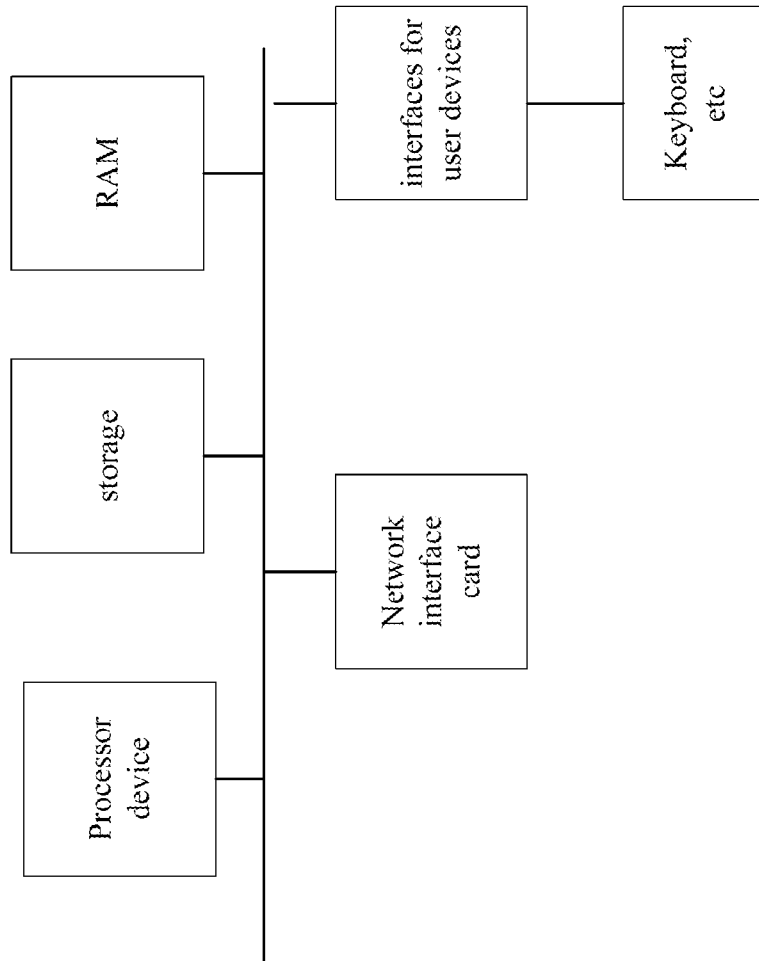 Processor
device
storage
RAM
Network
interface
card
interfaces for
user devices
Keyboard,
etc